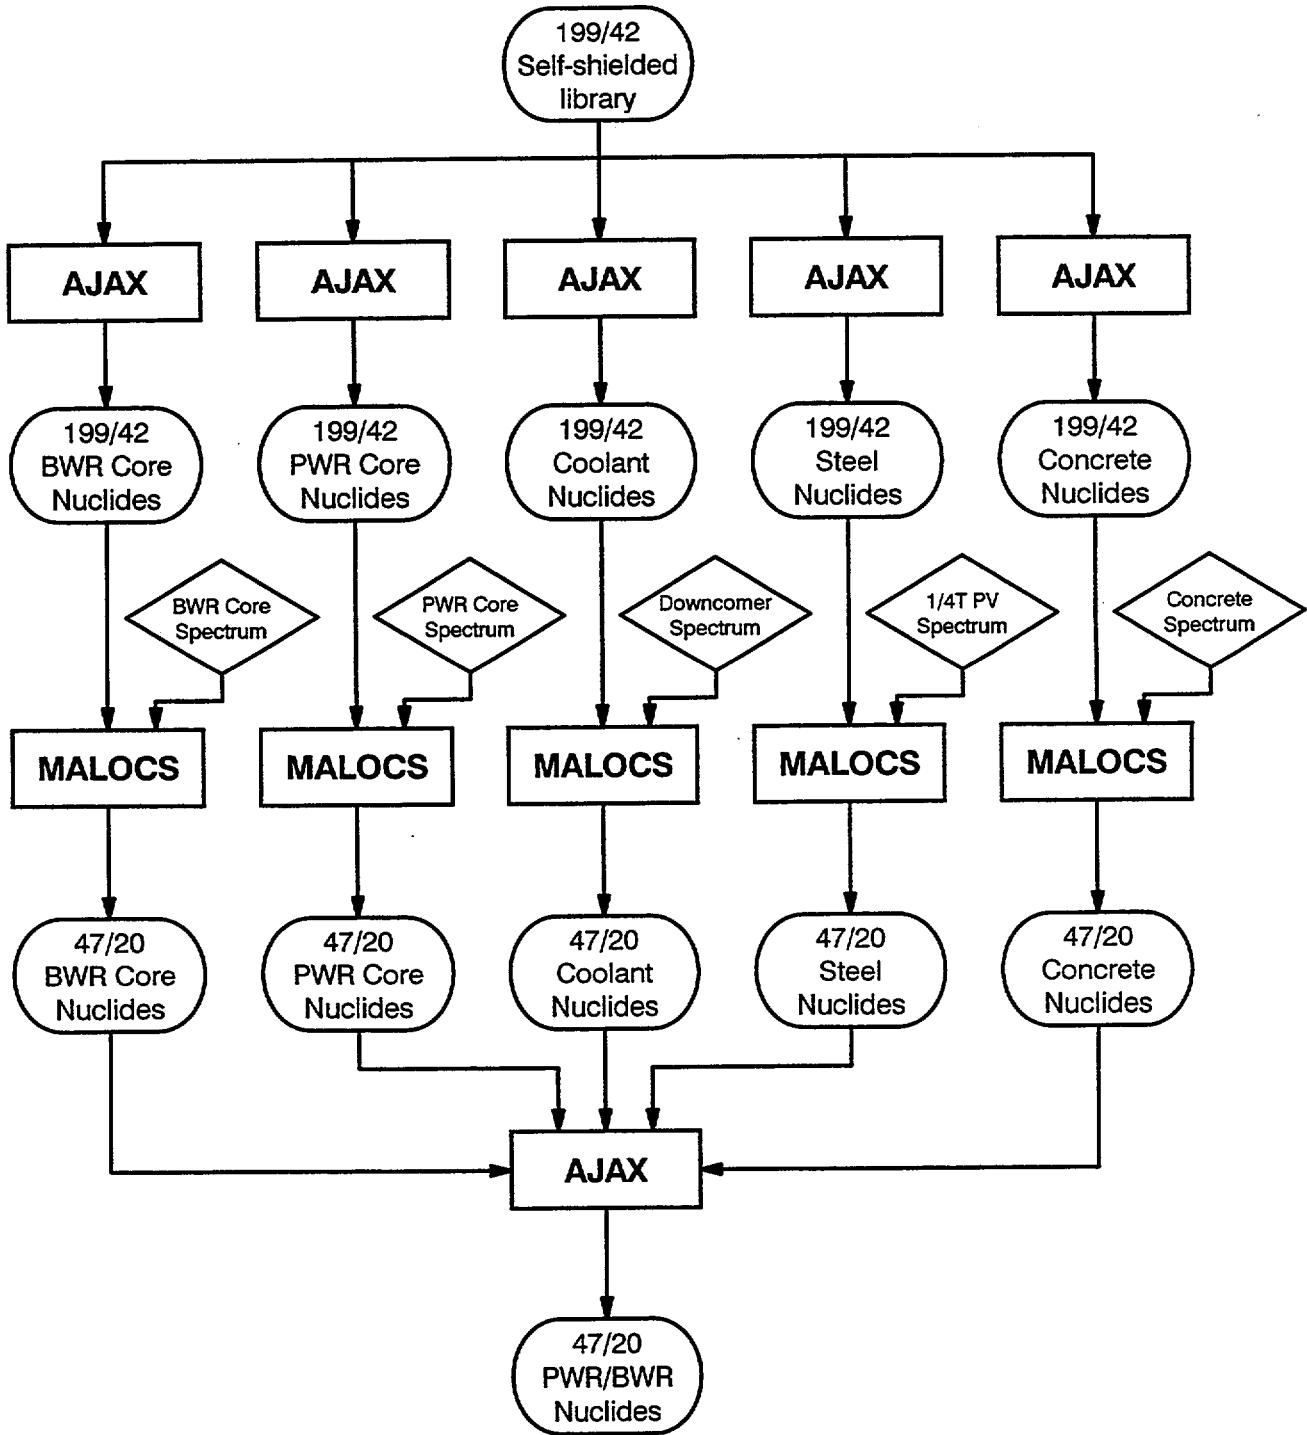 199/42
Self-shielded
library
AJAX
AJAX
AJAX
AJAX
AJAX
199/42
BWR Core
Nuclides
199/42
PWR Core
Nuclides
199/42
Coolant
Nuclides
199/42
Steel
Nuclides
199/42
Concrete
Nuclides
BWR Core
Spectrum
PWR Core
Spectrum
Downcomer
Spectrum
1/4T PV
Spectrum
Concrete
Spectrum
MALOCS
MALOCS
MALOCS
MALOCS
MALOCS
47/20
BWR Core
Nuclides
47/20
PWR Core
Nuclides
47/20
Coolant
Nuclides
47/20
Steel
Nuclides
47/20
Concrete
Nuclides
AJAX
47/20
PWR/BWR
Nuclides